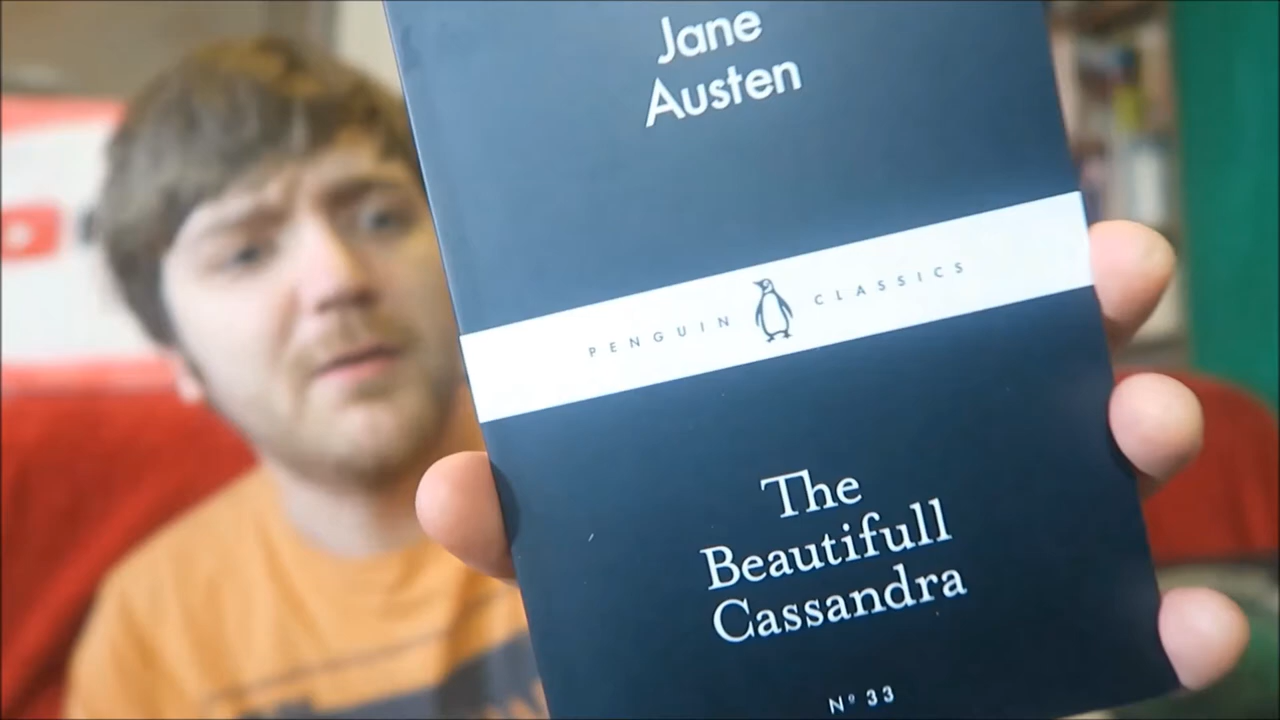 Jane
Austen
PENGUIN CLASSICS
The
Beautifull
Cassandra
Nº 33